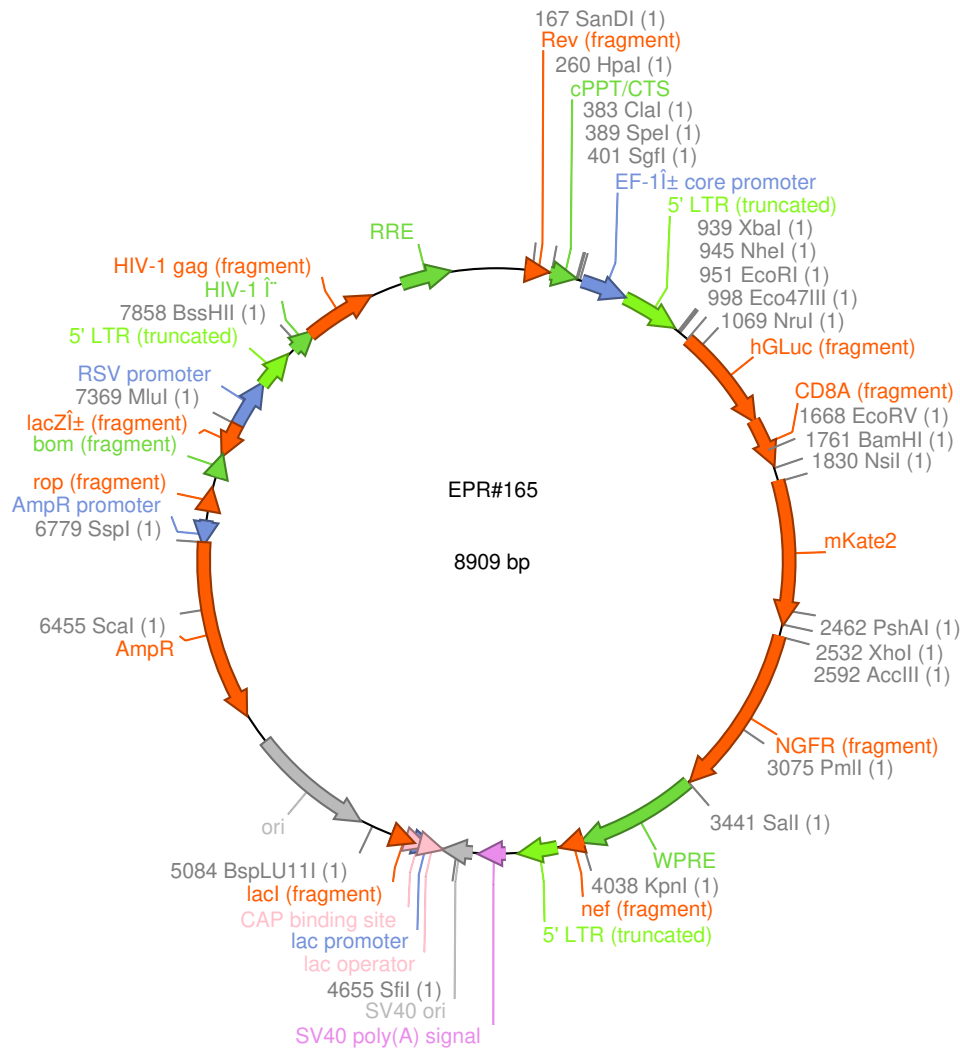 167 SanDI (1)
Rev (fragment)
260 HpaI (1)
cPPT/CTS
383 ClaI (1)
389 SpeI (1)
401 SgfI (1)
EF-1Î± core promoter
5' LTR (truncated)
939 XbaI (1)
945 NheI (1)
951 EcoRI (1)
998 Eco47III (1)
1069 NruI (1)
hGLuc (fragment)
CD8A (fragment)
1668 EcoRV (1)
1761 BamHI (1)
1830 NsiI (1)
mKate2
2462 PshAI (1)
2532 XhoI (1)
2592 AccIII (1)
NGFR (fragment)
3075 PmlI (1)
3441 SalI (1)
WPRE
4038 KpnI (1)
nef (fragment)
5' LTR (truncated)
SV40 poly(A) signal
SV40 ori
4655 SfiI (1)
lac operator
lac promoter
CAP binding site
lacI (fragment)
5084 BspLU11I (1)
ori
AmpR
6455 ScaI (1)
6779 SspI (1)
AmpR promoter
rop (fragment)
bom (fragment)
lacZÎ± (fragment)
7369 MluI (1)
RSV promoter
5' LTR (truncated)
7858 BssHII (1)
HIV-1 Î¨
HIV-1 gag (fragment)
RRE
EPR#165
8909 bp